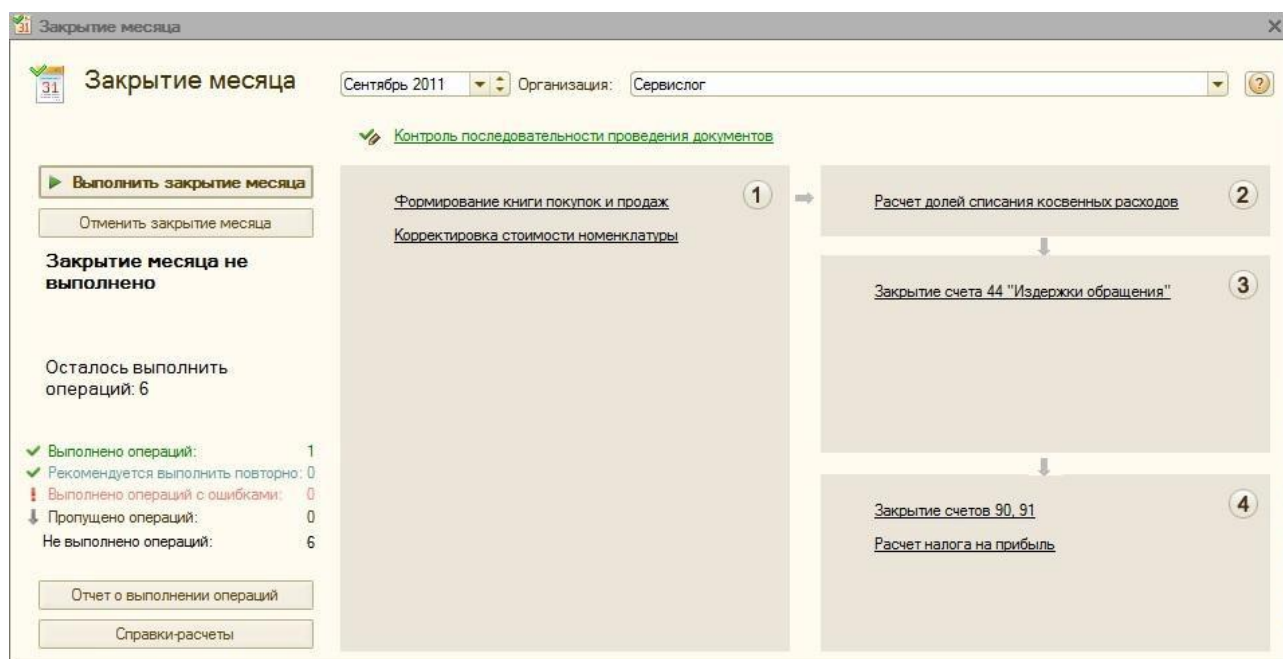 Закрытие месяца
Закрытие месяца
Сентябрь 2011
Организация:
Сервислог
Контроль последовательности проведения документов
Выполнить закрытие месяца
Отменить закрытие месяца
Закрытие месяца не
выполнено
Осталось выполнить
операций: 6
Выполнено операций: 1
Рекомендуется выполнить повторно: 0
Выполнено операций с ошибками: 0
Пропущено операций: 0
Не выполнено операций: 6
Отчет о выполнении операций
Справки-расчеты
1
Формирование книги покупок и продаж
Корректировка стоимости номенклатуры
2
Расчет долей списания косвенных расходов
3
Закрытие счета 44 "Издержки обращения"
4
Закрытие счетов 90, 91
Расчет налога на прибыль